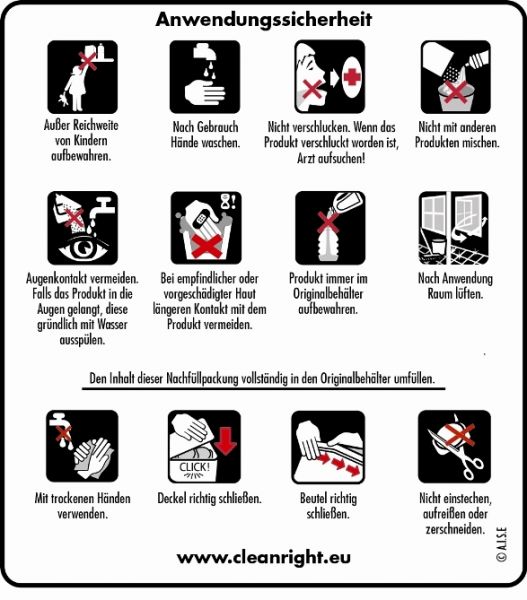 Anwendungssicherheit
Außer Reichweite
von Kindern
aufbewahren.
Nach Gebrauch
Hände waschen.
Nicht verschlucken. Wenn das
Produkt verschluckt worden ist,
Arzt aufsuchen!
Nicht mit anderen
Produkten mischen.
Augenkontakt vermeiden.
Falls das Produkt in die
Augen gelangt, diese
gründlich mit Wasser
ausspülen.
Bei empfindlicher oder
vorgeschädigter Haut
längeren Kontakt mit dem
Produkt vermeiden.
Produkt immer im
Originalbehälter
aufbewahren.
Nach Anwendung
Raum lüften.
Den Inhalt dieser Nachfüllpackung vollständig in den Originalbehälter umfüllen.
Mit trockenen Händen
verwenden.
CLICK!
Deckel richtig schließen.
Beutel richtig
schließen.
Nicht einstechen,
aufreißen oder
zerschneiden.
© A.I.S.E
www.cleanright.eu